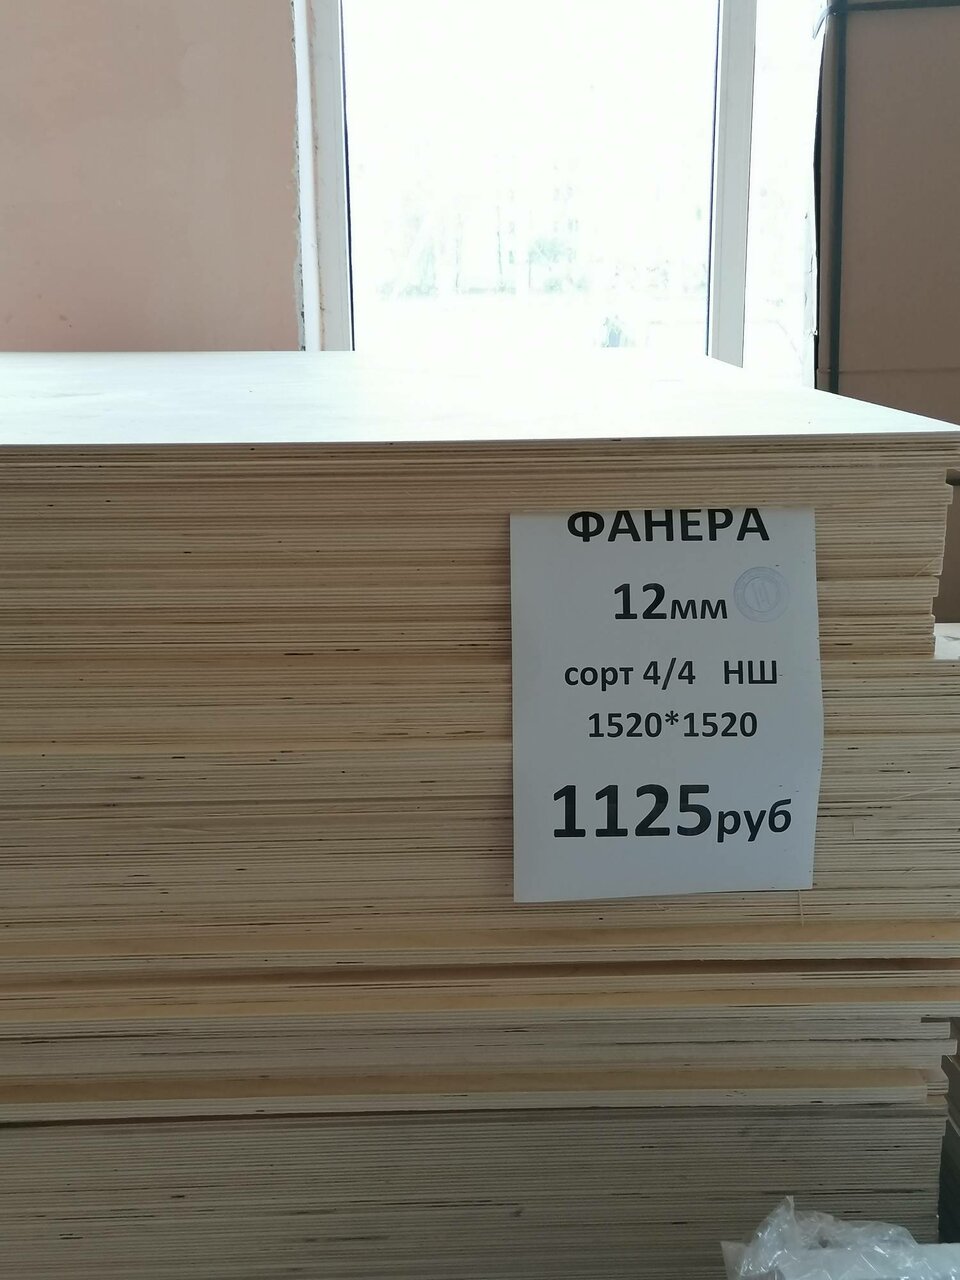 ФАНЕРА
12мм
сорт 4/4 НШ
1520*1520
1125руб